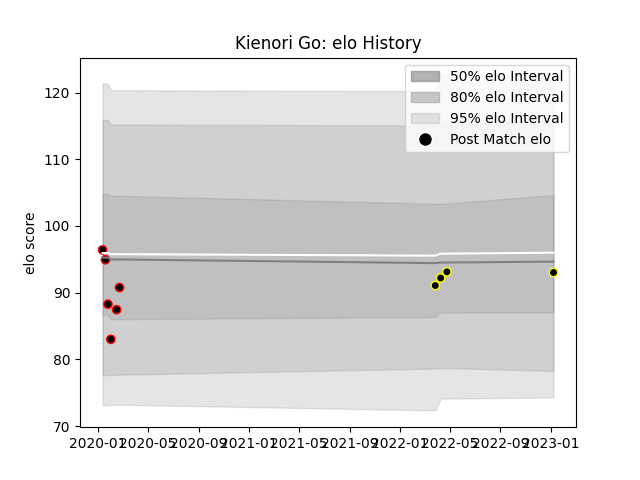 Kienori Go: elo History
50% elo Interval
80% elo Interval
95% elo Interval
Post Match elo
elo score
120
110
100
90
80
70
2020-01 2020-05 2020-09 2021-01 2021-05 2021-09 2022-01 2022-05 2022-09 2023-01